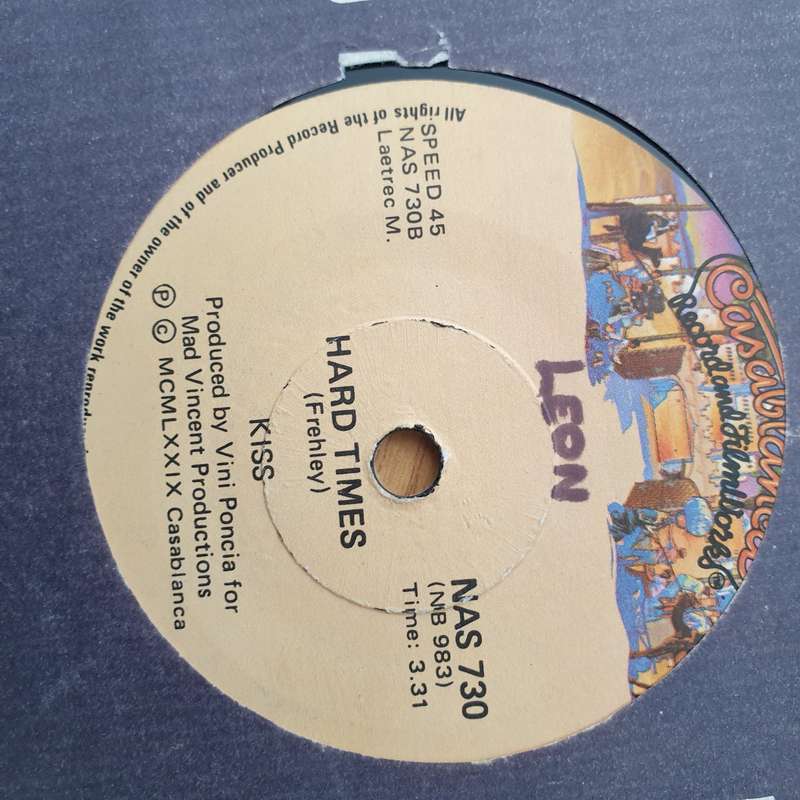 Casablanca
Record and FilmWorks
LEON
SPEED 45
NAS 730B
Laetrec M.
NAS 730
(NB 983)
Time: 3.31
HARD TIMES
(Frehley)
KISS
Produced by Vini Poncia for
Mad Vincent Productions
Ⓟ © MCMLXXIX Casablanca
All rights of the Record Producer and of the owner of the work